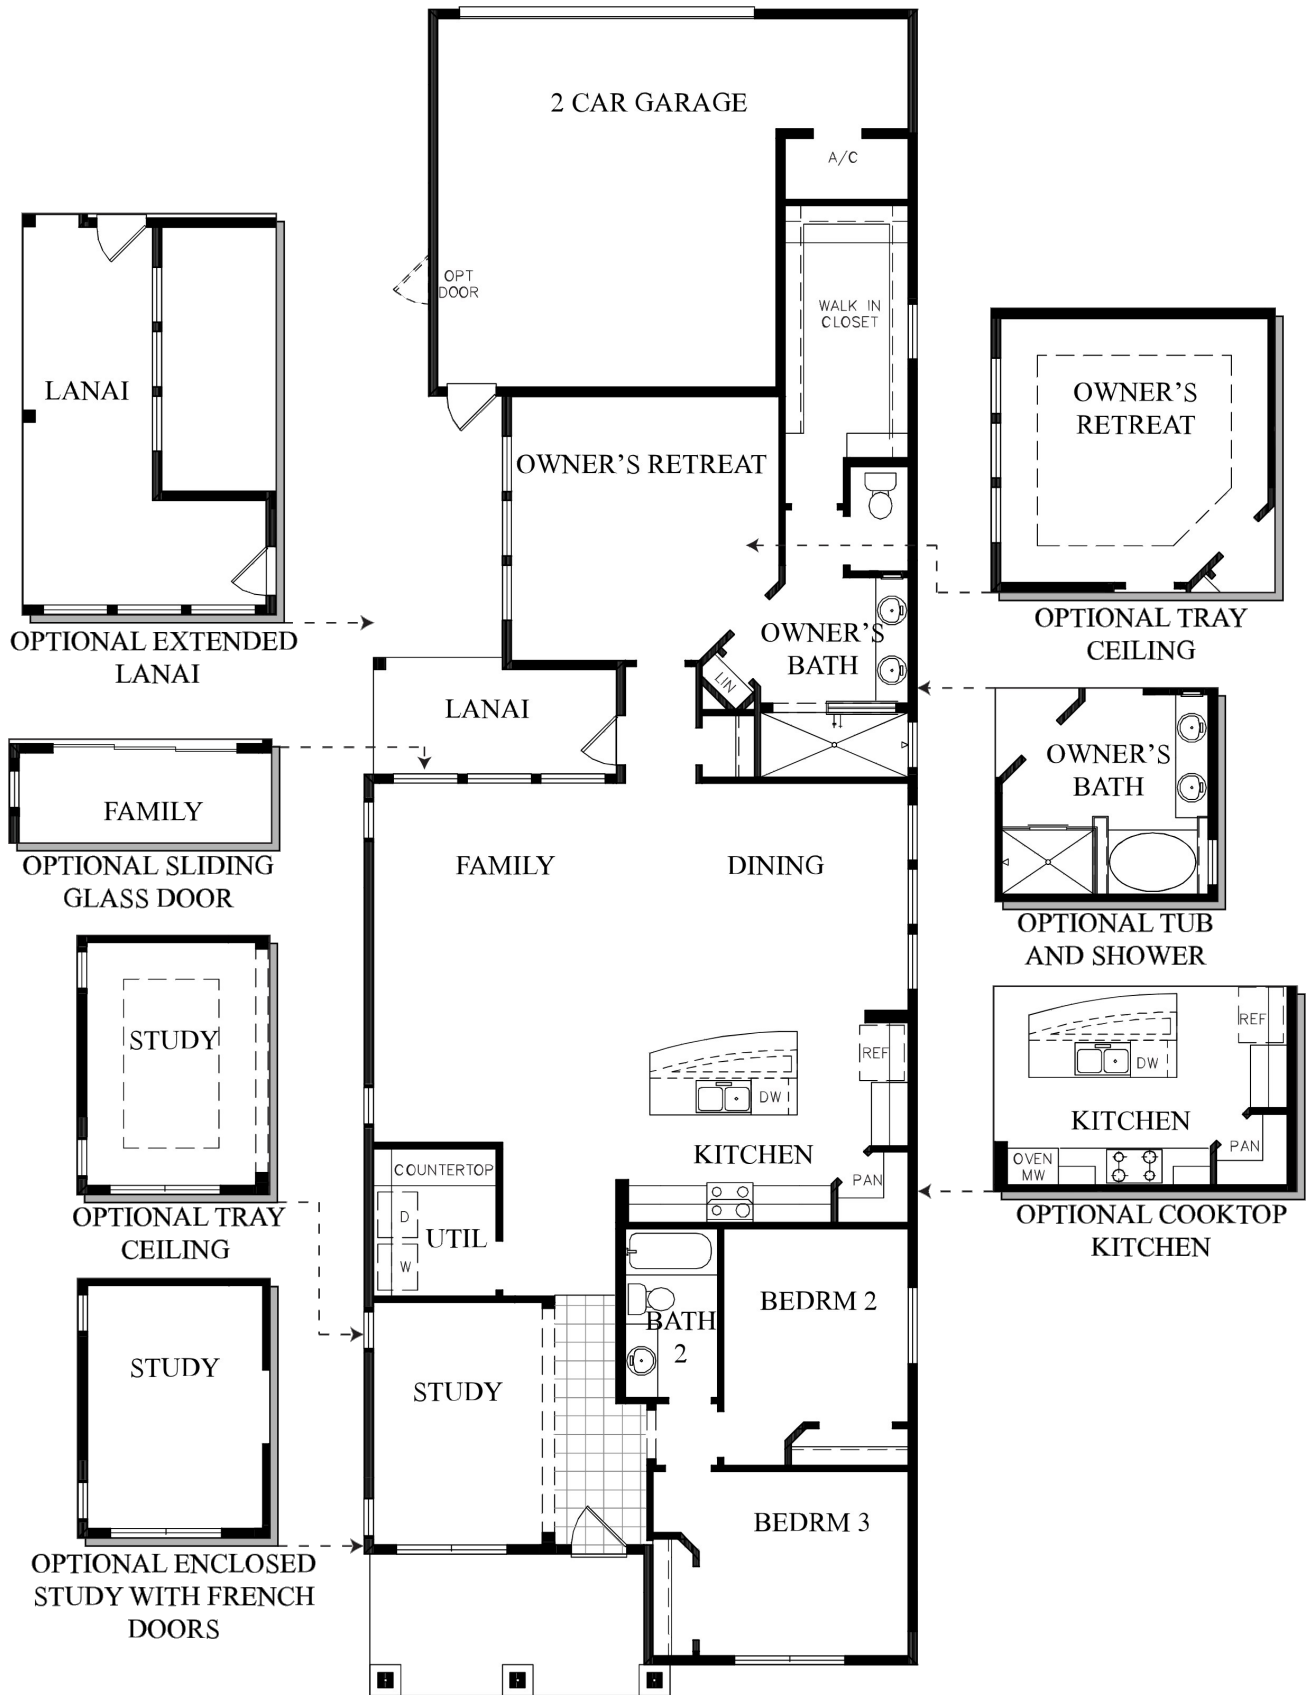 2 CAR GARAGE
A/C
OPT
DOOR
WALK IN
CLOSET
LANAI
OPTIONAL EXTENDED
LANAI
OWNER'S RETREAT
OWNER'S
RETREAT
OPTIONAL TRAY
CEILING
OWNER'S
BATH
LIN
LANAI
OWNER'S
BATH
OPTIONAL TUB
AND SHOWER
FAMILY
OPTIONAL SLIDING
GLASS DOOR
FAMILY
DINING
STUDY
OPTIONAL TRAY
CEILING
REF
DW
KITCHEN
PAN
REF
DW
KITCHEN
PAN
OVEN
MW
OPTIONAL COOKTOP
KITCHEN
COUNTERTOP
D
UTIL
W
BEDRM 2
BATH
2
STUDY
STUDY
OPTIONAL ENCLOSED
STUDY WITH FRENCH
DOORS
BEDRM 3